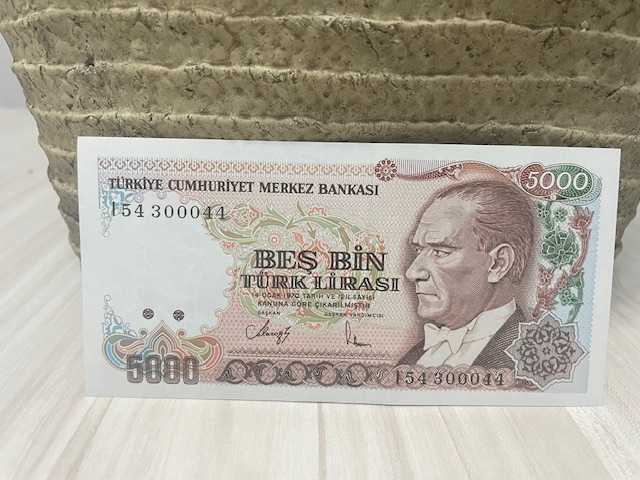 TÜRKİYE CUMHURİYET MERKEZ BANKASI
5000
I54 300044
BEŞ BİN
TÜRK LİRASI
14 OCAK 1970 TARİH VE 1211 SAYILI
KANUNA GÖRE ÇIKARILMIŞTIR
BAŞKAN BAŞKAN YARDIMCISI
5000
I54 300044